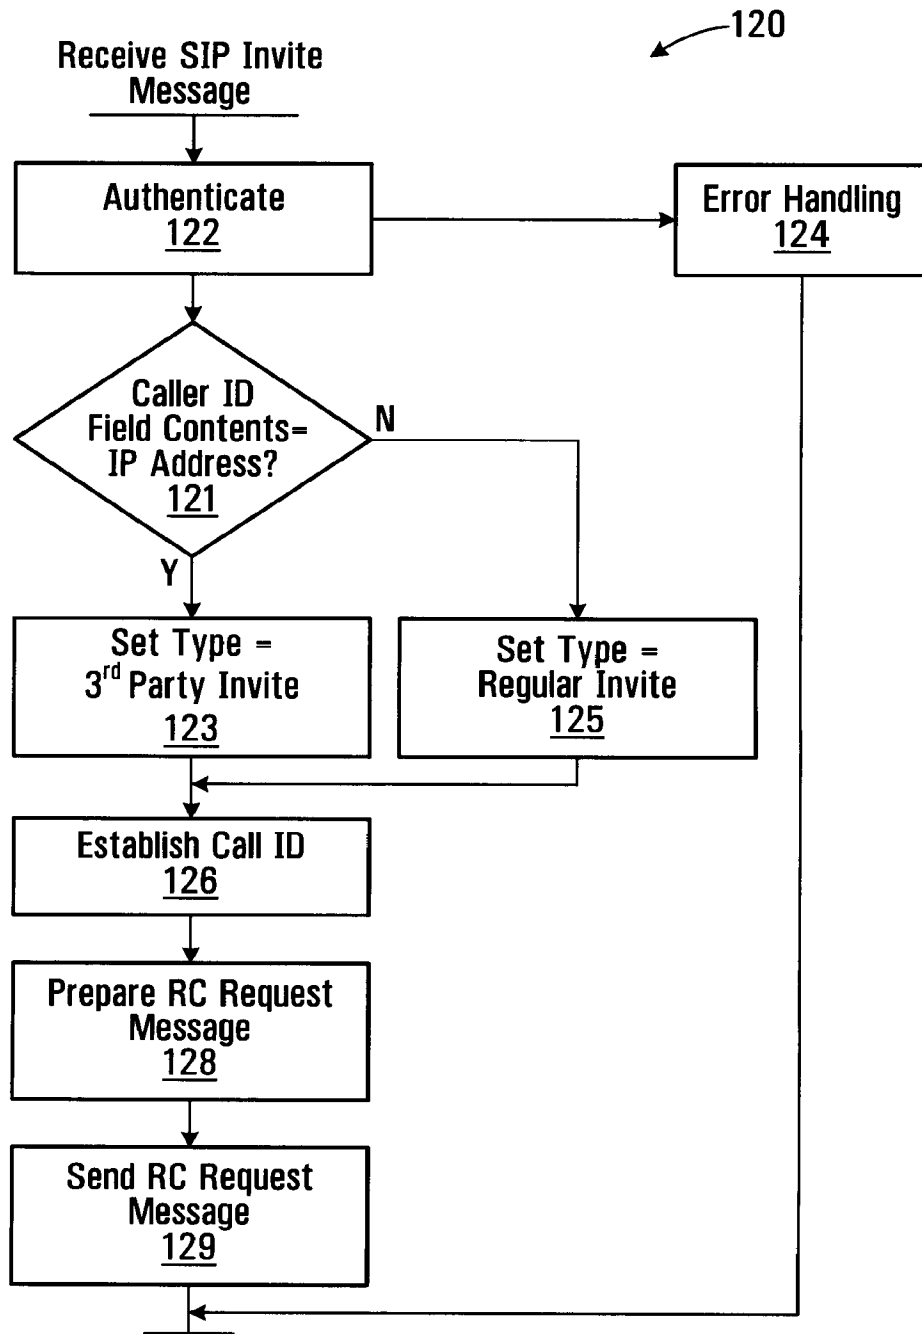 120
Receive SIP Invite
Message
Authenticate
122
Error Handling
124
Caller ID
Field Contents=
IP Address?
121
N
Y
Set Type =
3rd Party Invite
123
Set Type =
Regular Invite
125
Establish Call ID
126
Prepare RC Request
Message
128
Send RC Request
Message
129